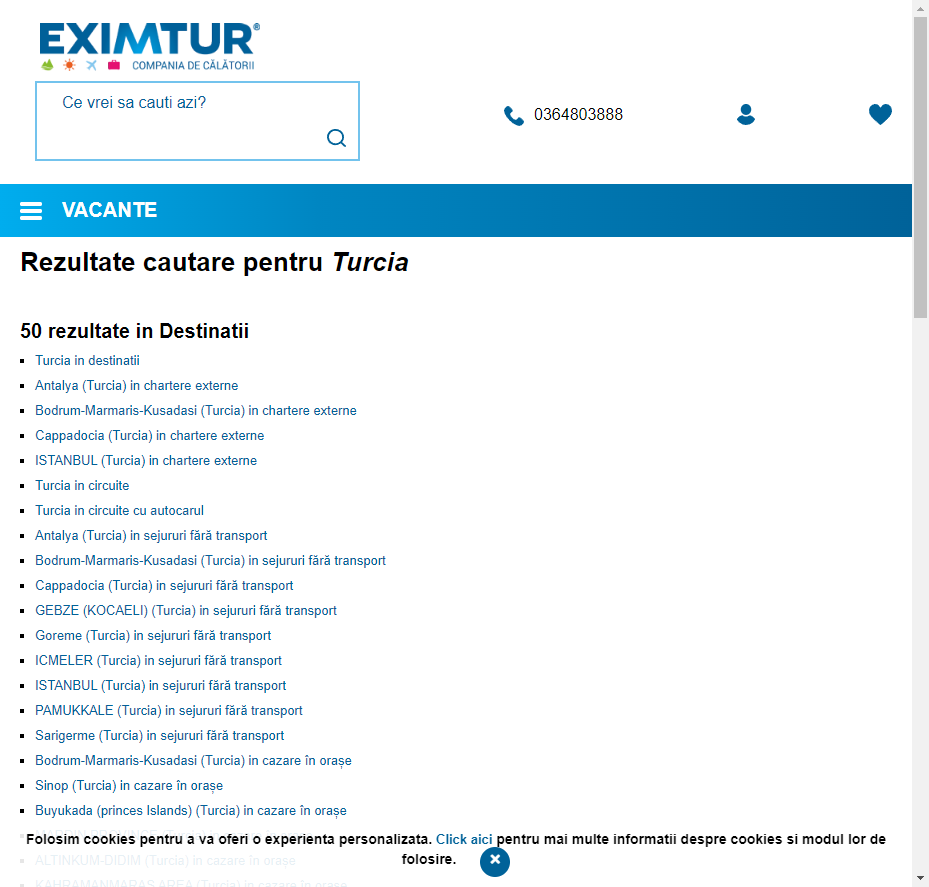 EXIMTUR®
COMPANIA DE CĂLĂTORII
Ce vrei sa cauti azi?
0364803888
VACANTE
Rezultate cautare pentru Turcia
50 rezultate in Destinatii
Turcia in destinatii
Antalya (Turcia) in chartere externe
Bodrum-Marmaris-Kusadasi (Turcia) in chartere externe
Cappadocia (Turcia) in chartere externe
ISTANBUL (Turcia) in chartere externe
Turcia in circuite
Turcia in circuite cu autocarul
Antalya (Turcia) in sejururi fără transport
Bodrum-Marmaris-Kusadasi (Turcia) in sejururi fără transport
Cappadocia (Turcia) in sejururi fără transport
GEBZE (KOCAELI) (Turcia) in sejururi fără transport
Goreme (Turcia) in sejururi fără transport
ICMELER (Turcia) in sejururi fără transport
ISTANBUL (Turcia) in sejururi fără transport
PAMUKKALE (Turcia) in sejururi fără transport
Sarigerme (Turcia) in sejururi fără transport
Bodrum-Marmaris-Kusadasi (Turcia) in cazare în orașe
Sinop (Turcia) in cazare în orașe
Buyukada (princes Islands) (Turcia) in cazare în orașe
Folosim cookies pentru a va oferi o experienta personalizata. Click aici pentru mai multe informatii despre cookies si modul lor de
folosire.
ALTINKUM-DIDIM (Turcia) in cazare în orașe
KAHRAMANMARAS AREA (Turcia) in cazare în orașe